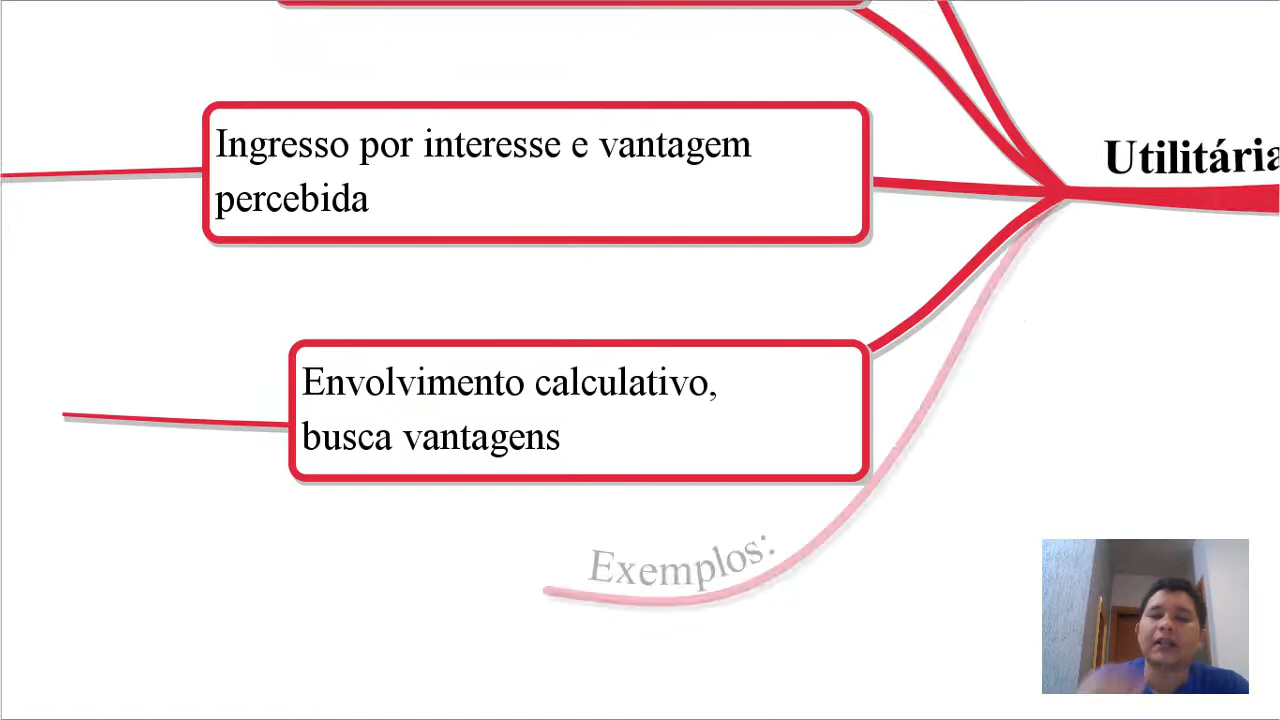 Ingresso por interesse e vantagem
percebida
Utilitária
Envolvimento calculativo,
busca vantagens
Exemplos: